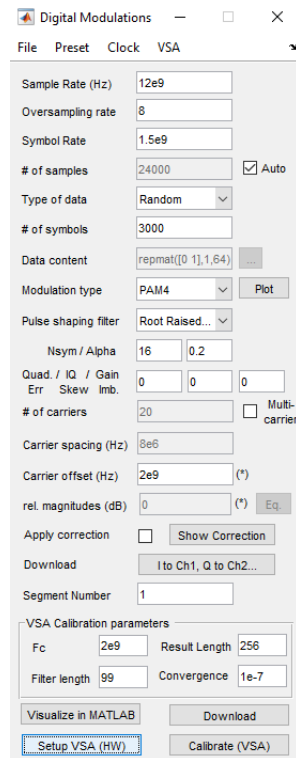 Digital Modulations
File Preset Clock VSA
Sample Rate (Hz) 12e9
Oversampling rate 8
Symbol Rate 1.5e9
# of samples 24000 Auto
Type of data Random
# of symbols 3000
Data content repmat([0 1],1,64) ...
Modulation type PAM4 Plot
Pulse shaping filter Root Raised...
Nsym / Alpha 16 0.2
Quad. / IQ / Gain
Err Skew Imb. 0 0 0
# of carriers 20 Multi-carrier
Carrier spacing (Hz) 8e6
Carrier offset (Hz) 2e9 (*)
rel. magnitudes (dB) 0 (*) Eq.
Apply correction Show Correction
Download I to Ch1, Q to Ch2...
Segment Number 1
VSA Calibration parameters
Fc 2e9 Result Length 256
Filter length 99 Convergence 1e-7
Visualize in MATLAB Download
Setup VSA (HW) Calibrate (VSA)